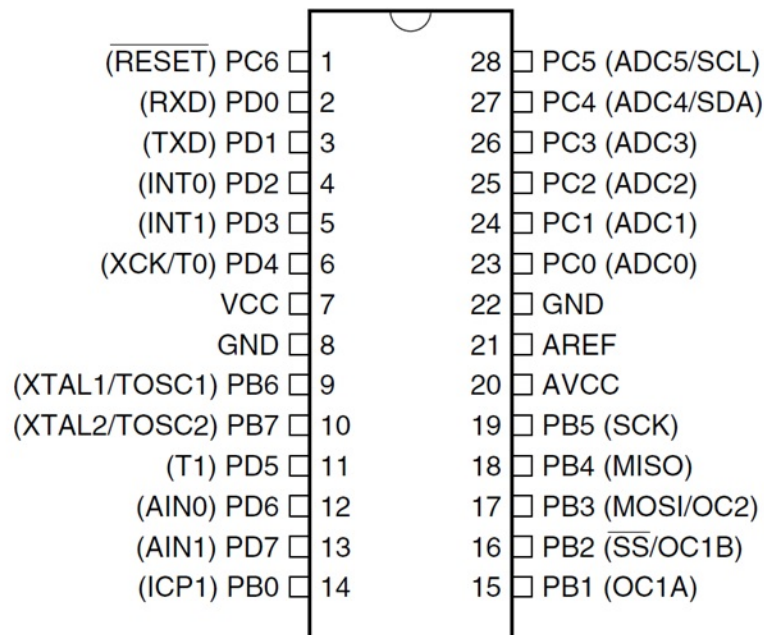 (RESET) PC6 1 28 PC5 (ADC5/SCL)
(RXD) PD0 2 27 PC4 (ADC4/SDA)
(TXD) PD1 3 26 PC3 (ADC3)
(INT0) PD2 4 25 PC2 (ADC2)
(INT1) PD3 5 24 PC1 (ADC1)
(XCK/T0) PD4 6 23 PC0 (ADC0)
VCC 7 22 GND
GND 8 21 AREF
(XTAL1/TOSC1) PB6 9 20 AVCC
(XTAL2/TOSC2) PB7 10 19 PB5 (SCK)
(T1) PD5 11 18 PB4 (MISO)
(AIN0) PD6 12 17 PB3 (MOSI/OC2)
(AIN1) PD7 13 16 PB2 (SS/OC1B)
(ICP1) PB0 14 15 PB1 (OC1A)